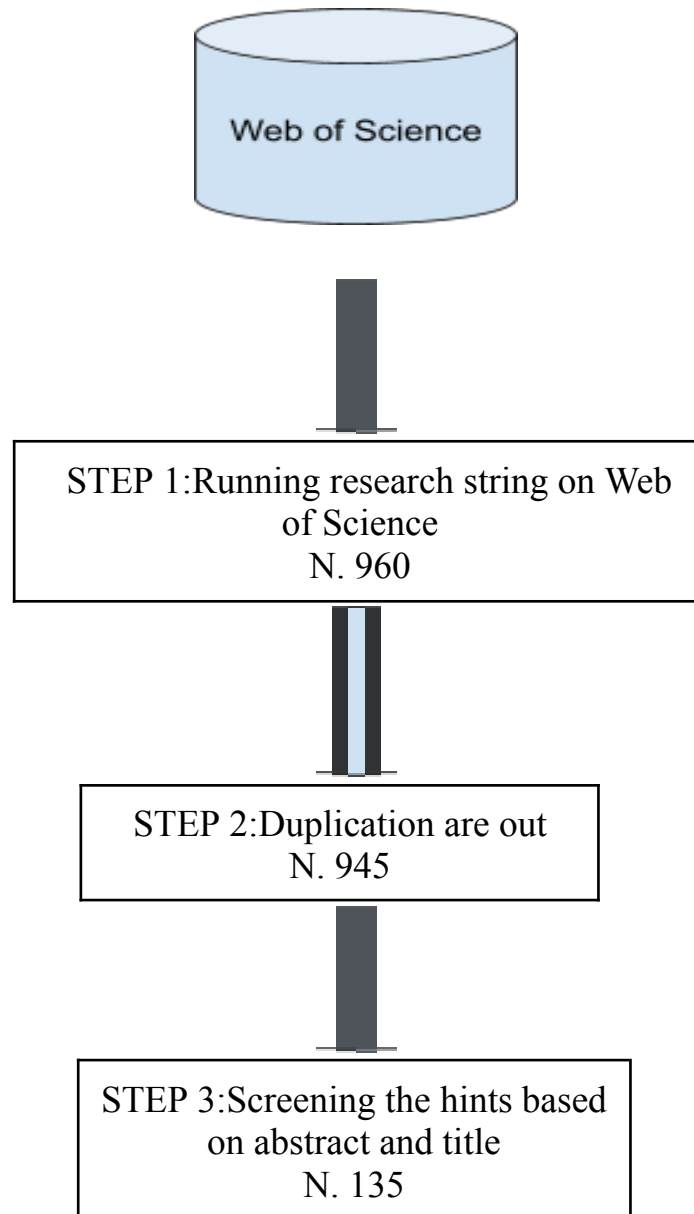 Web of Science
STEP 1:Running research string on Web
of Science
N. 960
STEP 2:Duplication are out
N. 945
STEP 3:Screening the hints based
on abstract and title
N. 135